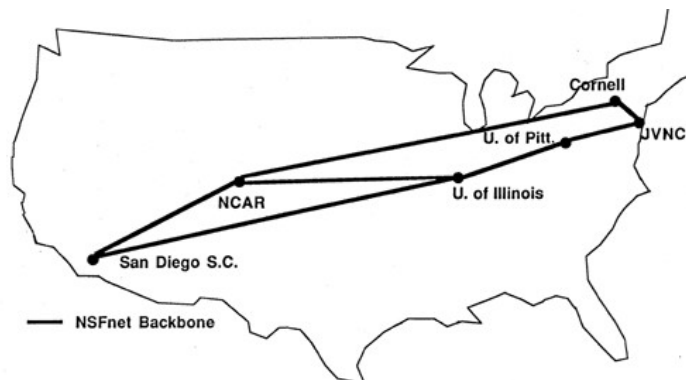 Cornell
U. of Pitt.
JVNC
NCAR
U. of Illinois
San Diego S.C.
NSFnet Backbone